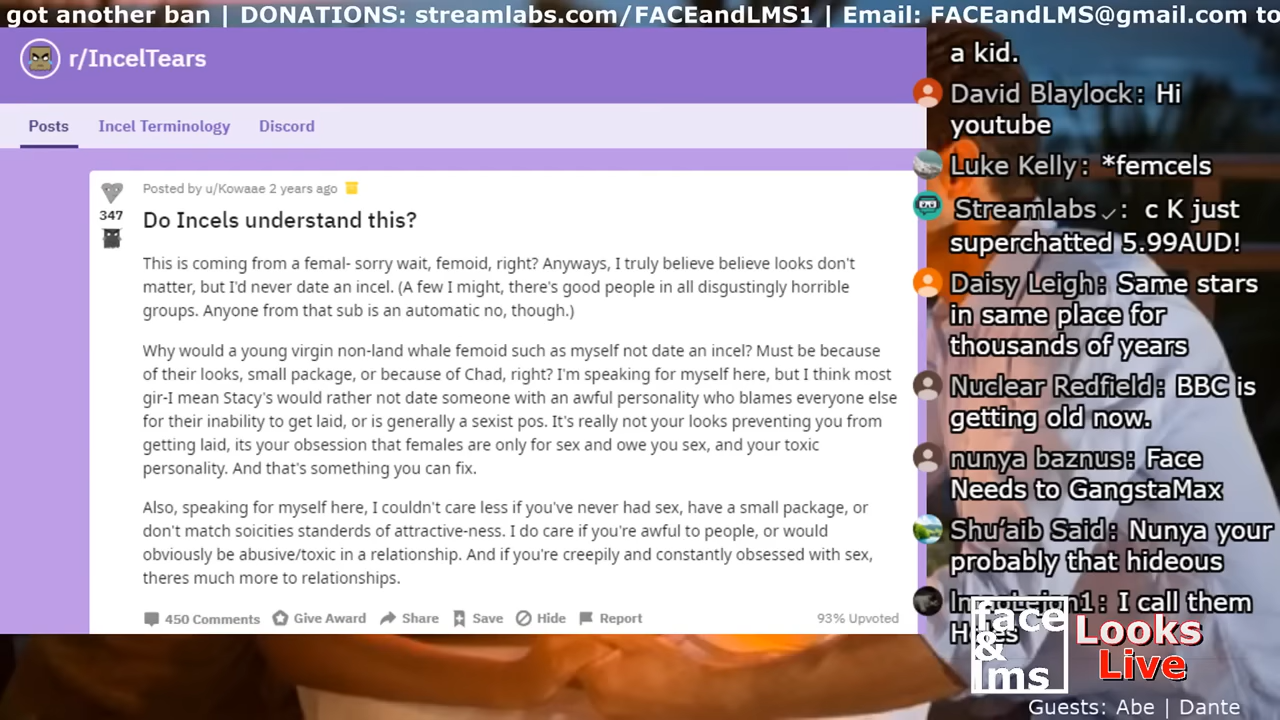 got another ban | DONATIONS: streamlabs.com/FACEandLMS1 | Email: FACEandLMS@gmail.com to
r/IncelTears
Posts Incel Terminology Discord
Posted by u/Kowaae 2 years ago
347
Do Incels understand this?
This is coming from a femal- sorry wait, femoid, right? Anyways, I truly believe believe looks don't
matter, but I'd never date an incel. (A few I might, there's good people in all disgustingly horrible
groups. Anyone from that sub is an automatic no, though.)
Why would a young virgin non-land whale femoid such as myself not date an incel? Must be because
of their looks, small package, or because of Chad, right? I'm speaking for myself here, but I think most
gir-I mean Stacy's would rather not date someone with an awful personality who blames everyone else
for their inability to get laid, or is generally a sexist pos. It's really not your looks preventing you from
getting laid, its your obsession that females are only for sex and owe you sex, and your toxic
personality. And that's something you can fix.
Also, speaking for myself here, I couldn't care less if you've never had sex, have a small package, or
don't match soicities standerds of attractive-ness. I do care if you're awful to people, or would
obviously be abusive/toxic in a relationship. And if you're creepily and constantly obsessed with sex,
theres much more to relationships.
450 Comments Give Award Share Save Hide Report 93% Upvoted
a kid.
David Blaylock: Hi
youtube
Luke Kelly: *femcels
Streamlabs ✓: c K just
superchatted 5.99AUD!
Daisy Leigh: Same stars
in same place for
thousands of years
Nuclear Redfield: BBC is
getting old now.
nunya baznus: Face
Needs to GangstaMax
Shu'aib Said: Nunya your
probably that hideous
I call them
face
&
lms
Looks
Live
Guests: Abe | Dante